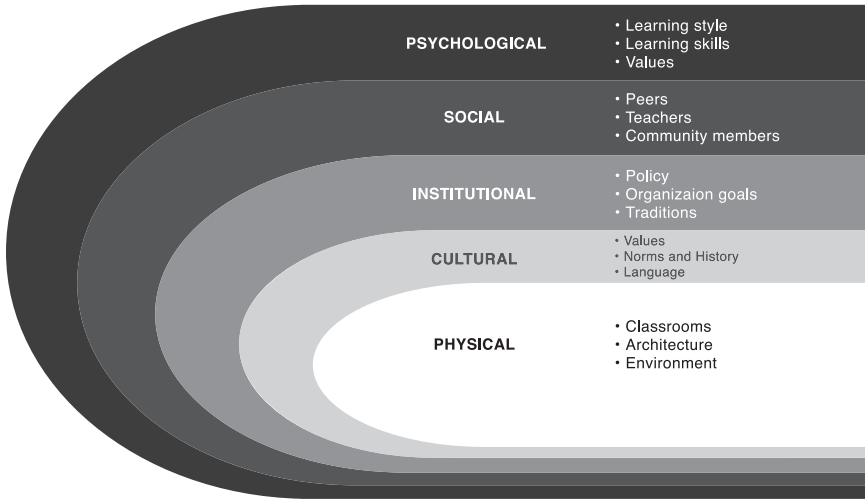 PSYCHOLOGICAL
• Learning style
• Learning skills
• Values
SOCIAL
• Peers
• Teachers
• Community members
INSTITUTIONAL
• Policy
• Organizaion goals
• Traditions
CULTURAL
• Values
• Norms and History
• Language
PHYSICAL
• Classrooms
• Architecture
• Environment